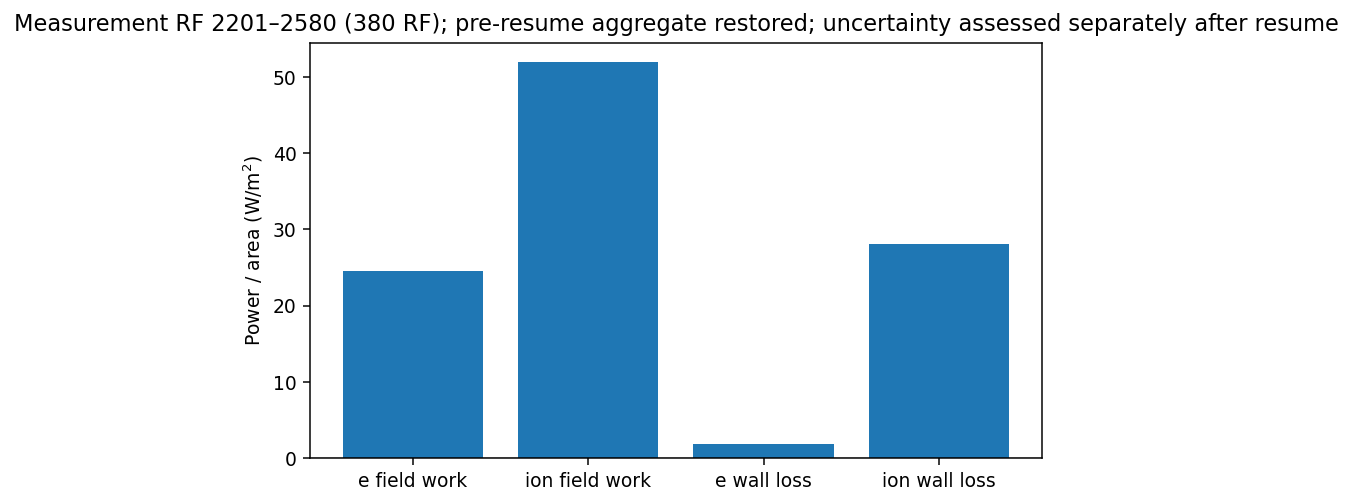 Measurement RF 2201–2580 (380 RF); pre-resume aggregate restored; uncertainty assessed separately after resume
Power / area (W/m²)
50
40
30
20
10
0
e field work
ion field work
e wall loss
ion wall loss